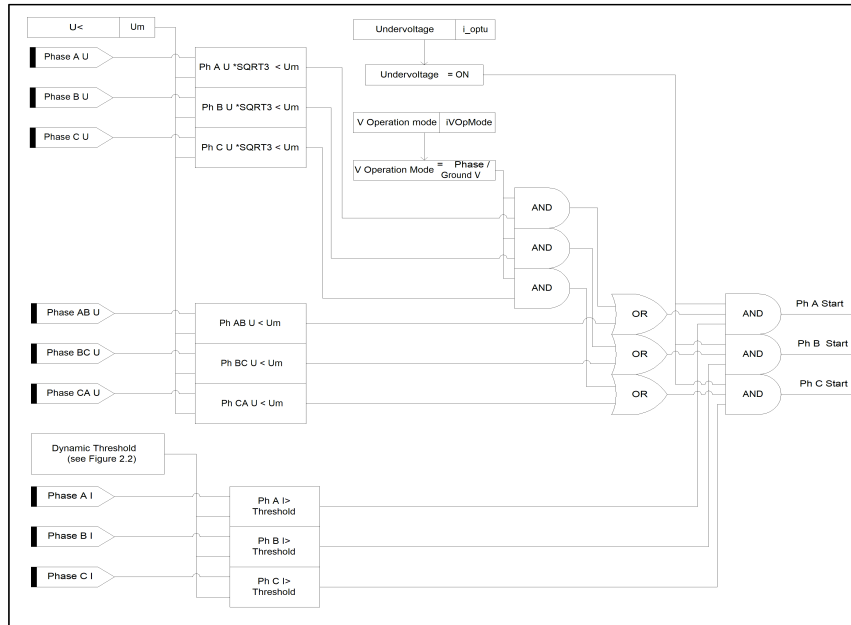 U<
Um
Undervoltage
i_optu
Phase A U
Ph A U *SQRT3 < Um
Undervoltage = ON
Phase B U
Ph B U *SQRT3 < Um
V Operation mode
iVOpMode
Phase C U
Ph C U *SQRT3 < Um
V Operation Mode = Phase /
Ground V
AND
AND
AND
Phase AB U
Ph AB U < Um
OR
AND
Ph A Start
Phase BC U
Ph BC U < Um
OR
AND
Ph B Start
Phase CA U
Ph CA U < Um
OR
AND
Ph C Start
Dynamic Threshold
(see Figure 2.2)
Phase A I
Ph A I>
Threshold
Phase B I
Ph B I>
Threshold
Phase C I
Ph C I>
Threshold